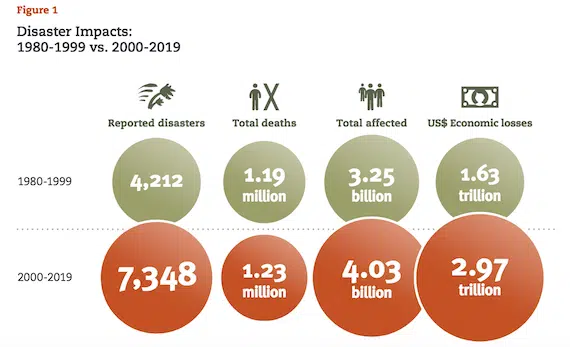 Figure 1
Disaster Impacts:
1980-1999 vs. 2000-2019
Reported disasters Total deaths Total affected US$ Economic losses
1980-1999
4,212
1.19
million
3.25
billion
1.63
trillion
2000-2019
7,348
1.23
million
4.03
billion
2.97
trillion